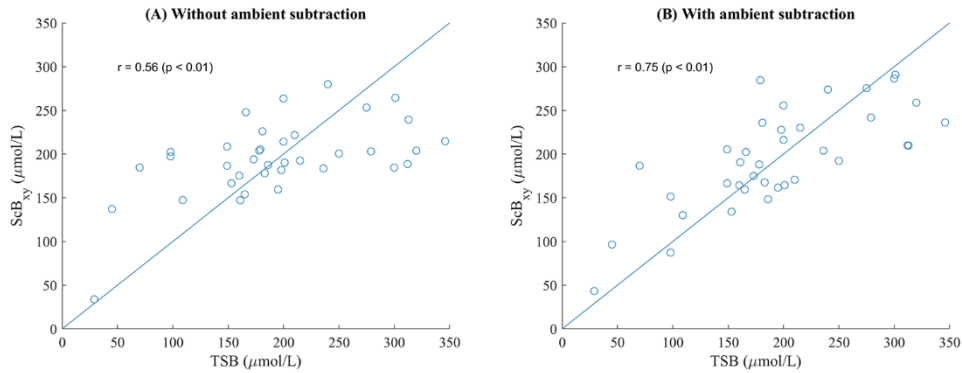 (A) Without ambient subtraction
350
300
250
200
150
100
50
0
r = 0.56 (p < 0.01)
ScBxy (μmol/L)
0 50 100 150 200 250 300 350
TSB (μmol/L)
(B) With ambient subtraction
350
300
250
200
150
100
50
0
r = 0.75 (p < 0.01)
ScBxy (μmol/L)
0 50 100 150 200 250 300 350
TSB (μmol/L)